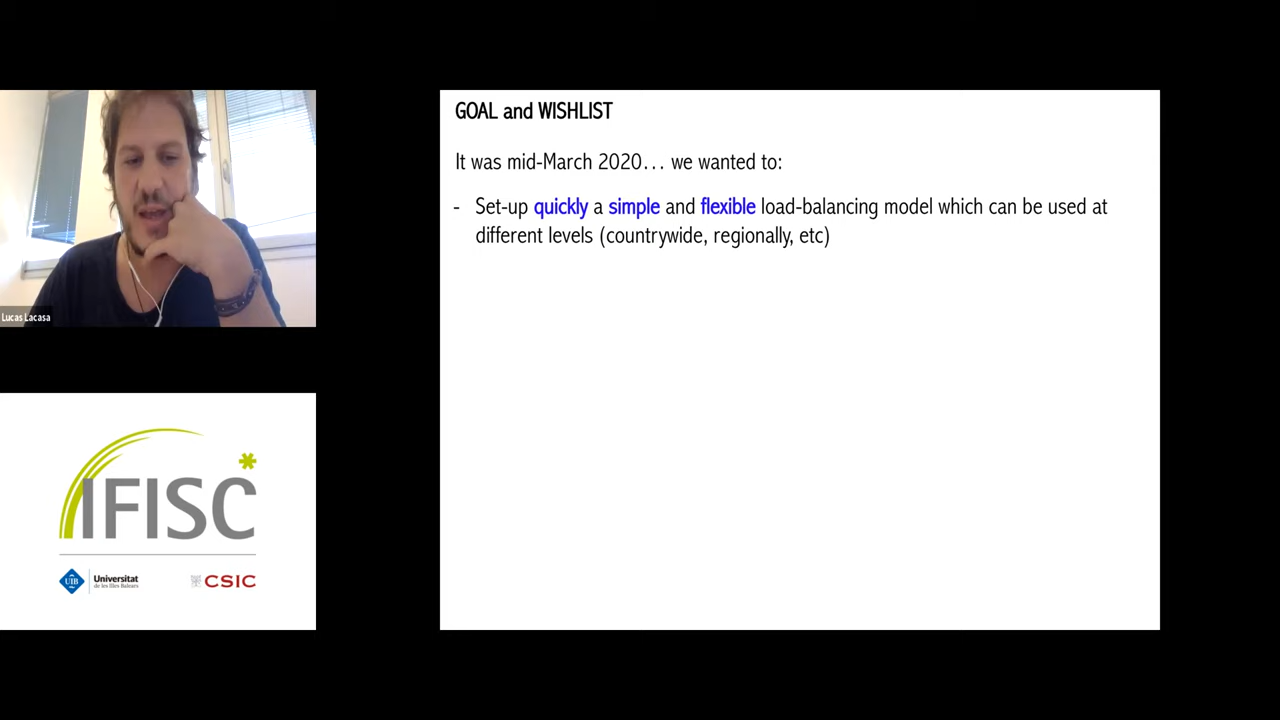 Lucas Lacasa
IFISC
UIB
Universitat
de les Illes Balears
CSIC
GOAL and WISHLIST
It was mid-March 2020… we wanted to:
- Set-up quickly a simple and flexible load-balancing model which can be used at
different levels (countrywide, regionally, etc)